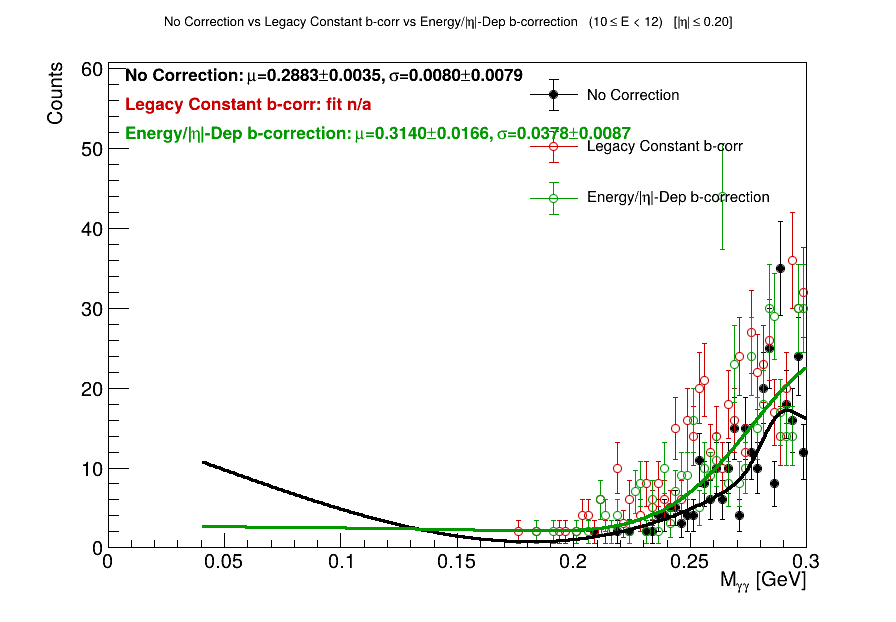 No Correction vs Legacy Constant b-corr vs Energy/|η|-Dep b-correction (10 ≤ E < 12) [|η| ≤ 0.20]
Counts
No Correction: μ=0.2883±0.0035, σ=0.0080±0.0079
Legacy Constant b-corr: fit n/a
Energy/|η|-Dep b-correction: μ=0.3140±0.0166, σ=0.0378±0.0087
No Correction
Legacy Constant b-corr
Energy/|η|-Dep b-correction
60
50
40
30
20
10
0
0 0.05 0.1 0.15 0.2 0.25 0.3
Mγγ [GeV]